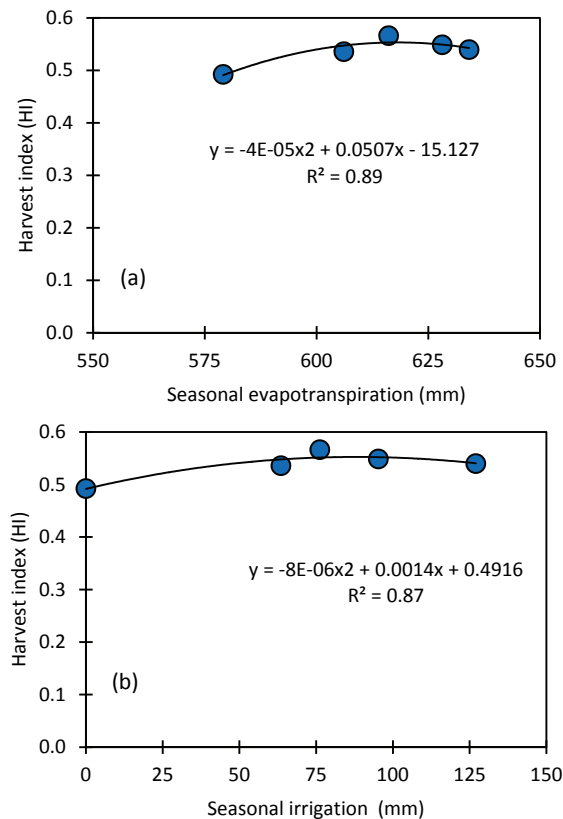 0.6
0.5
0.4
0.3
0.2
0.1
0.0
Harvest index (HI)
y = -4E-05x2 + 0.0507x - 15.127
R² = 0.89
(a)
550 575 600 625 650
Seasonal evapotranspiration (mm)
0.6
0.5
0.4
0.3
0.2
0.1
0.0
Harvest index (HI)
y = -8E-06x2 + 0.0014x + 0.4916
R² = 0.87
(b)
0 25 50 75 100 125 150
Seasonal irrigation (mm)